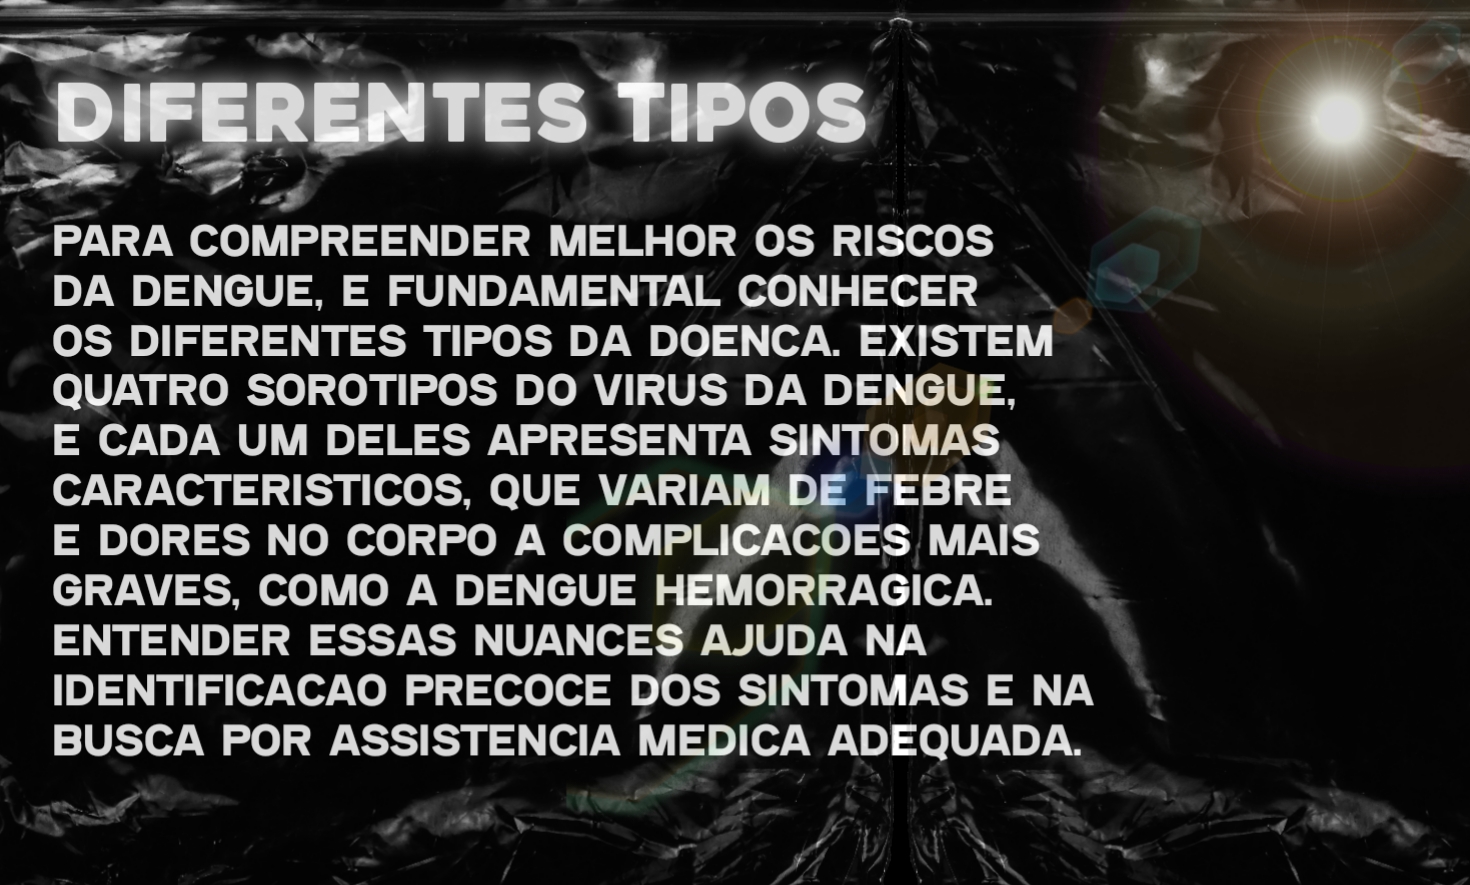 DIFERENTES TIPOS
PARA COMPREENDER MELHOR OS RISCOS
DA DENGUE, E FUNDAMENTAL CONHECER
OS DIFERENTES TIPOS DA DOENCA. EXISTEM
QUATRO SOROTIPOS DO VIRUS DA DENGUE,
E CADA UM DELES APRESENTA SINTOMAS
CARACTERISTICOS, QUE VARIAM DE FEBRE
E DORES NO CORPO A COMPLICACOES MAIS
GRAVES, COMO A DENGUE HEMORRAGICA.
ENTENDER ESSAS NUANCES AJUDA NA
IDENTIFICACAO PRECOCE DOS SINTOMAS E NA
BUSCA POR ASSISTENCIA MEDICA ADEQUADA.